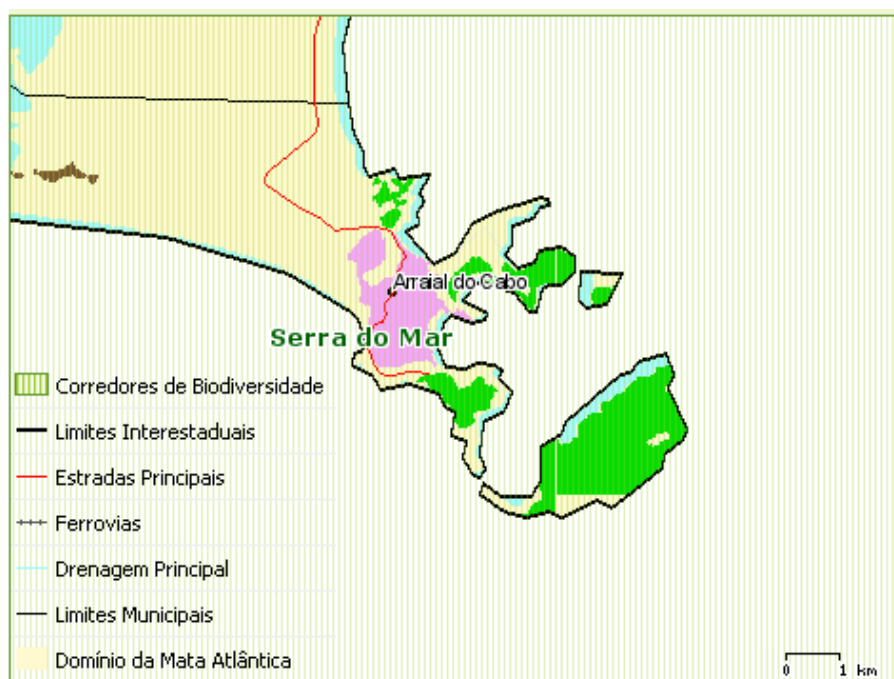 Arraial do Cabo
Serra do Mar
Corredores de Biodiversidade
Limites Interestaduais
Estradas Principais
Ferrovias
Drenagem Principal
Limites Municipais
Domínio da Mata Atlântica
0 1 km